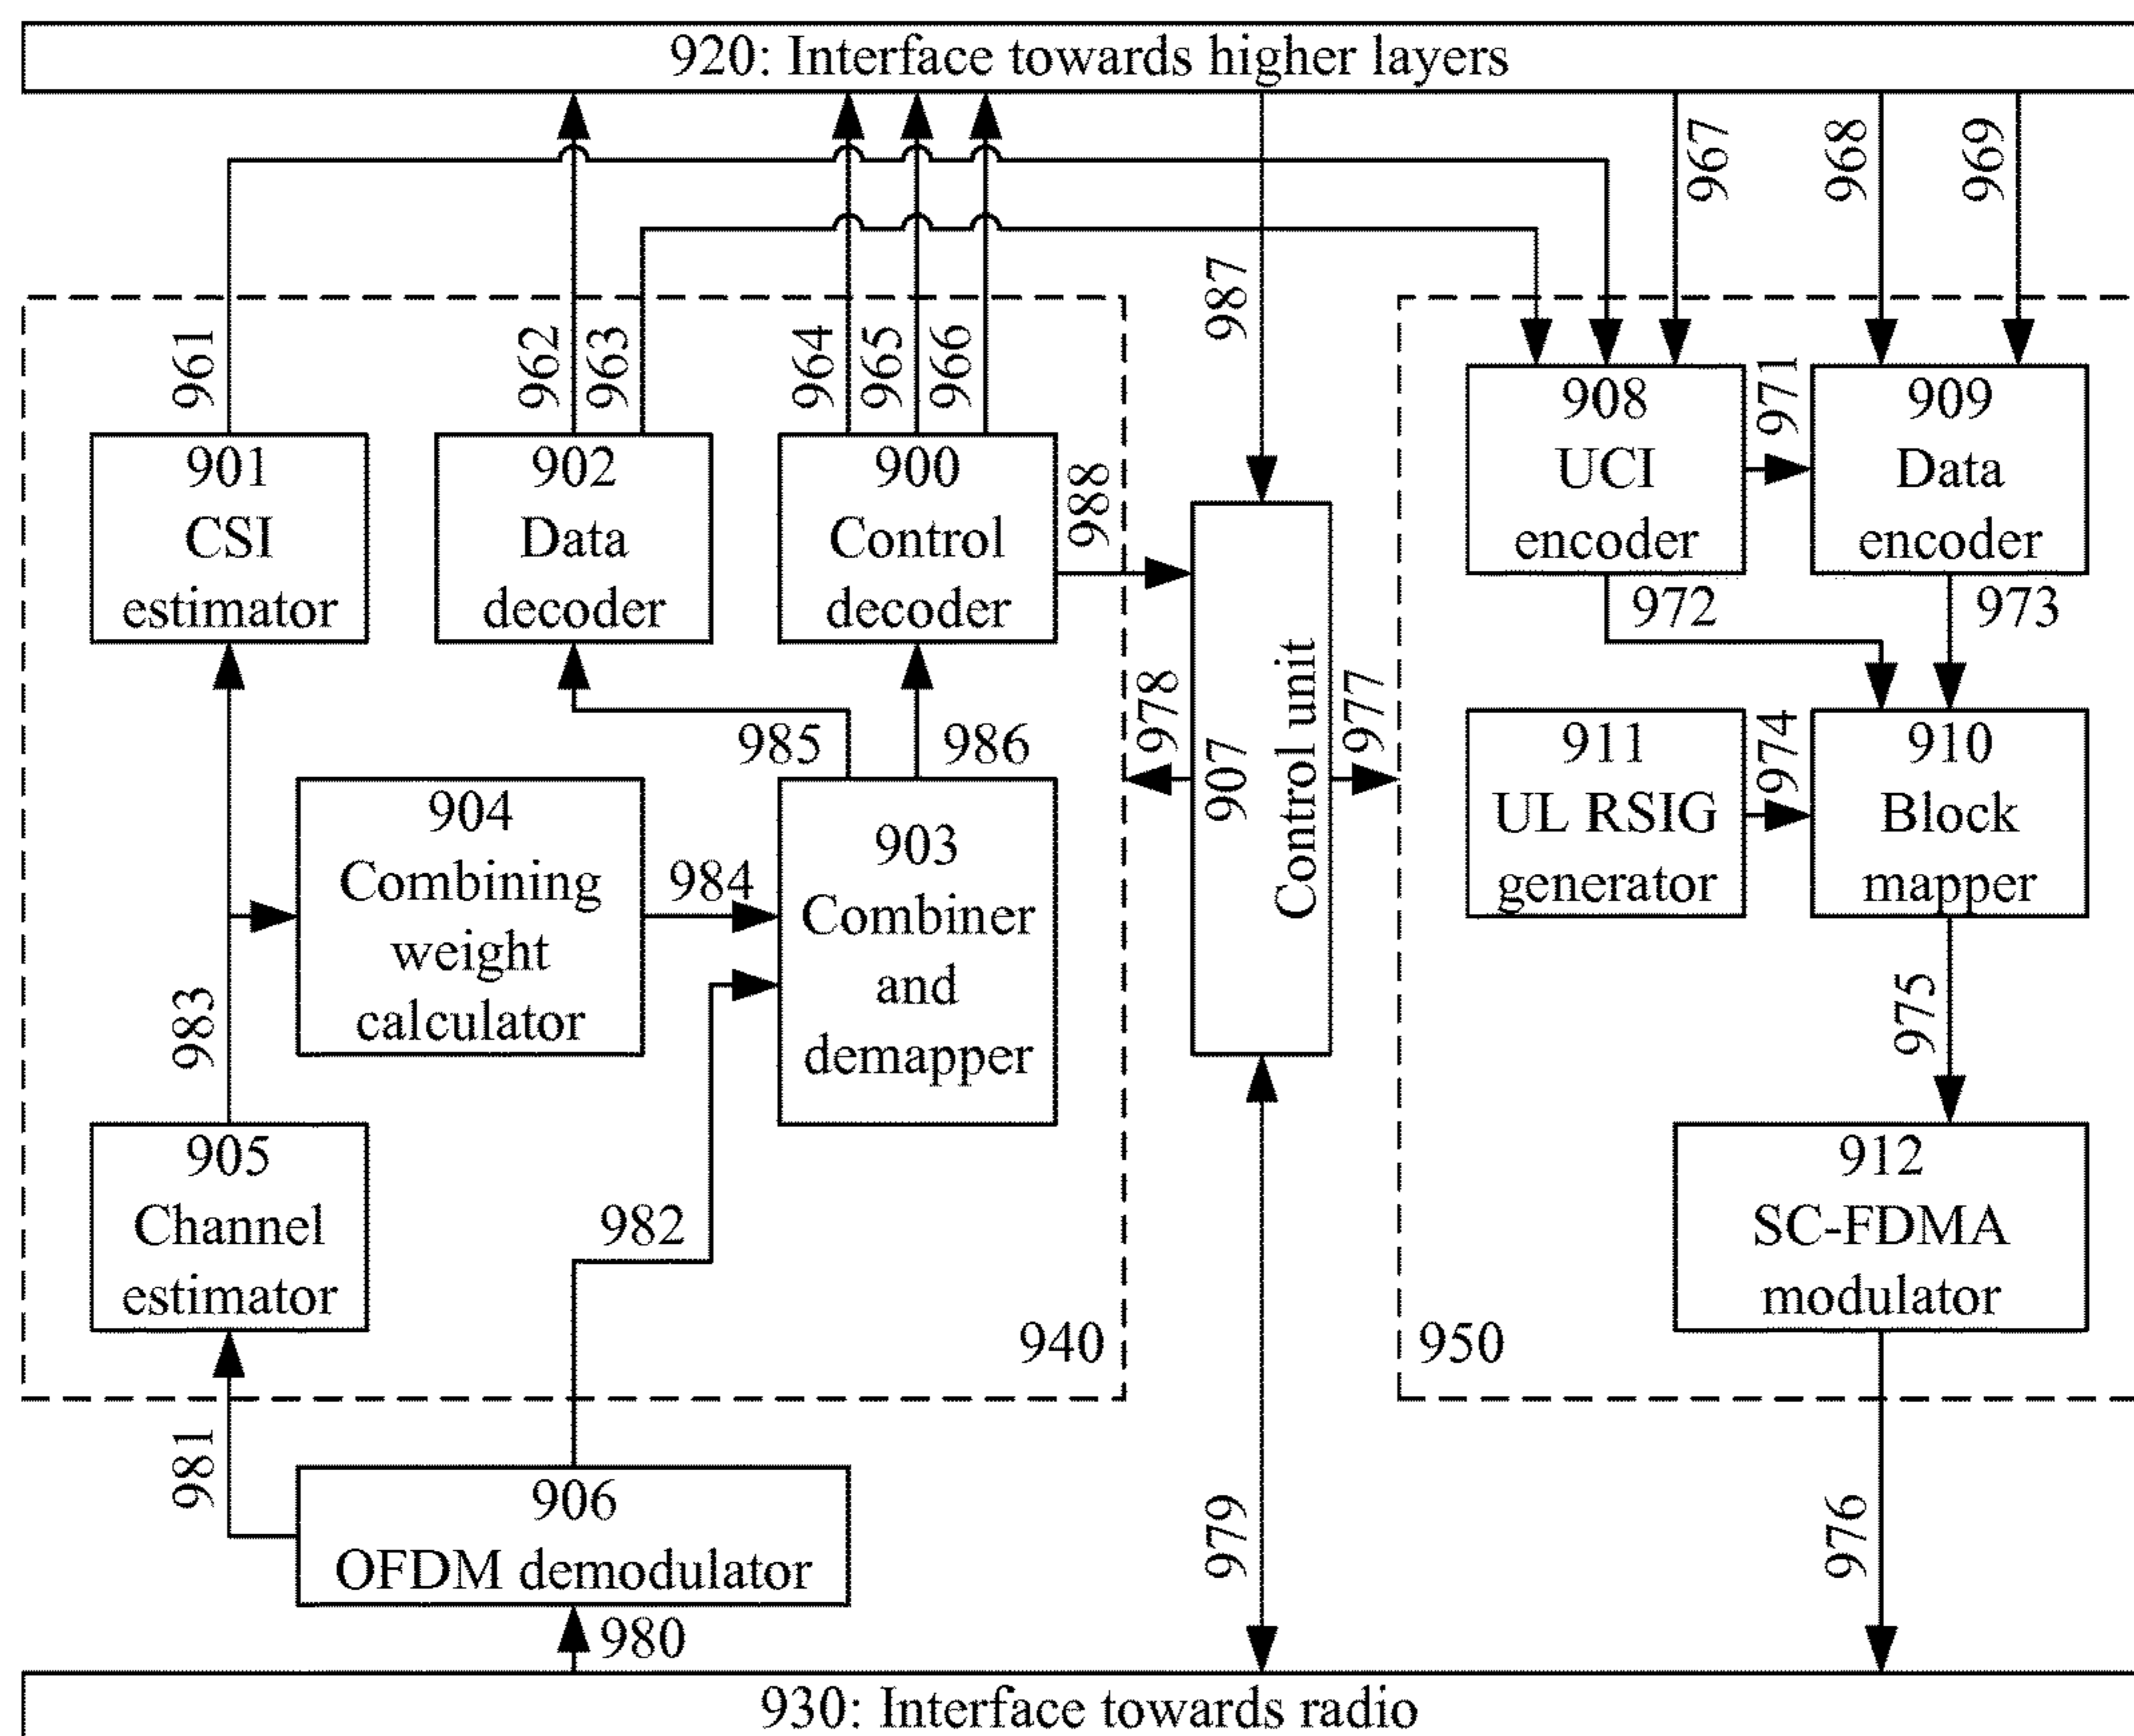 920: Interface towards higher layers
967
968
969
987
961
962
963
964
965
966
988
971
901
CSI
estimator
902
Data
decoder
900
Control
decoder
908
UCI
encoder
909
Data
encoder
972
973
978
977
985
986
907
Control unit
974
911
UL RSIG
generator
910
Block
mapper
904
Combining
weight
calculator
984
903
Combiner
and
demapper
983
975
905
Channel
estimator
982
912
SC-FDMA
modulator
940
950
981
906
OFDM demodulator
979
976
980
930: Interface towards radio